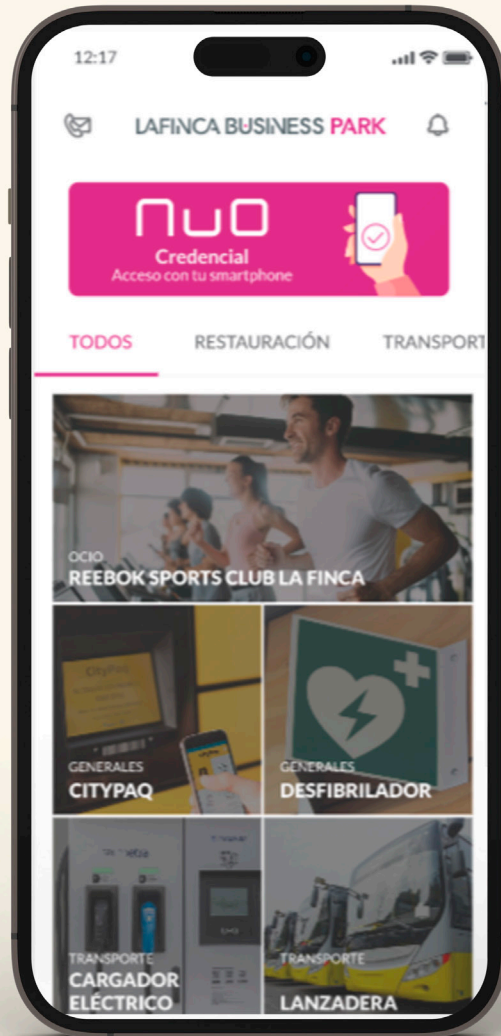 12:17
LAFINCA BUSINESS PARK
NuO
Credencial
Acceso con tu smartphone
TODOS RESTAURACIÓN TRANSPORT
OCIO
REEBOK SPORTS CLUB LA FINCA
CityPaq
GENERALES
CITYPAQ
GENERALES
DESFIBRILADOR
TRANSPORTE
CARGADOR
ELÉCTRICO
TRANSPORTE
LANZADERA